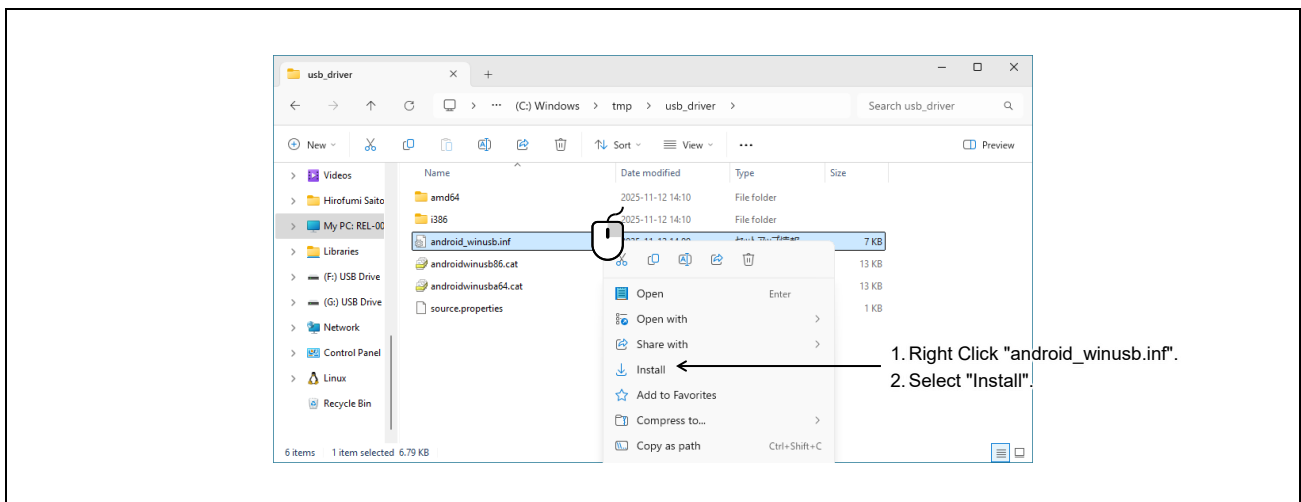 usb_driver
(C:) Windows > tmp > usb_driver >
Search usb_driver
New
Sort
View
...
Preview
Name
Date modified
Type
Size
Videos
Hirofumi Saito
My PC: REL-00
Libraries
(F:) USB Drive
(G:) USB Drive
Network
Control Panel
Linux
Recycle Bin
amd64 2025-11-12 14:10 File folder
i386 2025-11-12 14:10 File folder
android_winusb.inf 7 KB
androidwinusb86.cat 13 KB
androidwinusba64.cat 13 KB
source.properties 1 KB
Open Enter
Open with
Share with
Install
Add to Favorites
Compress to...
Copy as path Ctrl+Shift+C
1. Right Click "android_winusb.inf".
2. Select "Install".
6 items 1 item selected 6.79 KB